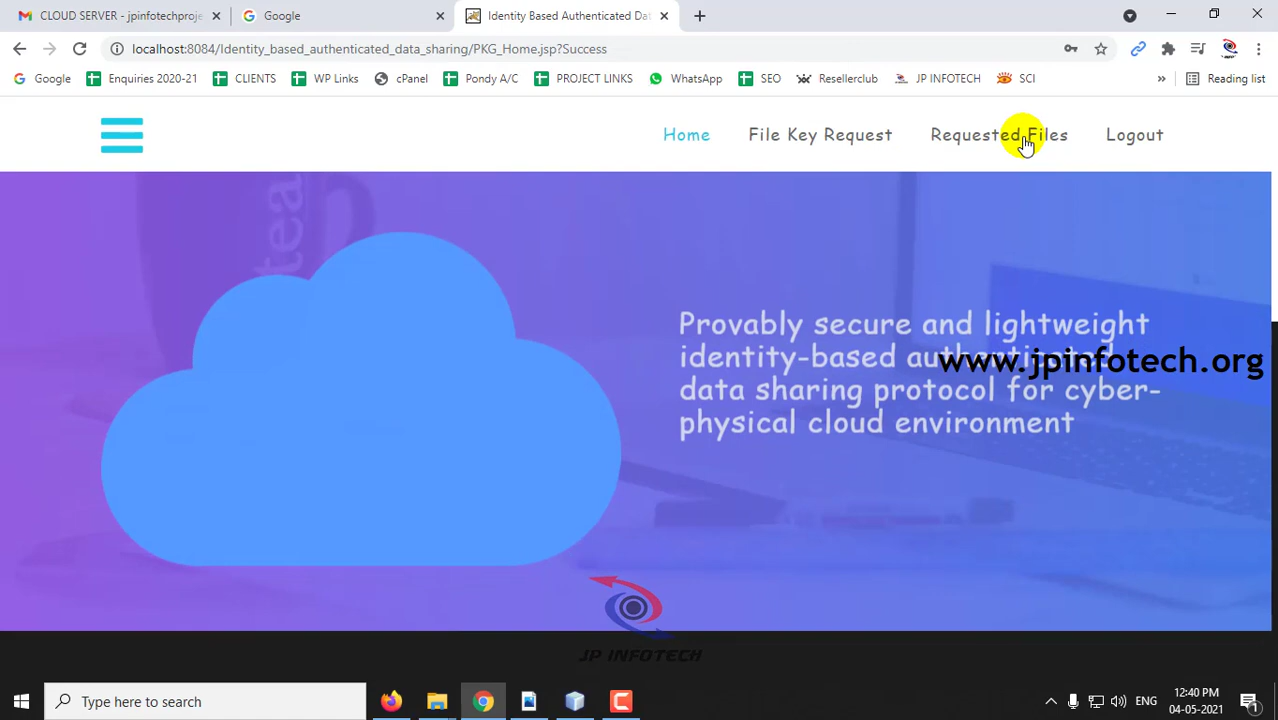 CLOUD SERVER - jpinfotechproje
Google
Identity Based Authenticated Dat
localhost:8084/Identity_based_authenticated_data_sharing/PKG_Home.jsp?Success
Google
Enquiries 2020-21
CLIENTS
WP Links
cPanel
Pondy A/C
PROJECT LINKS
WhatsApp
SEO
Resellerclub
JP INFOTECH
SCI
Reading list
Home
File Key Request
Requested Files
Logout
Provably secure and lightweight
identity-based authenticated
data sharing protocol for cyber-
physical cloud environment
www.jpinfotech.org
JP INFOTECH
Type here to search
ENG
12:40 PM
04-05-2021